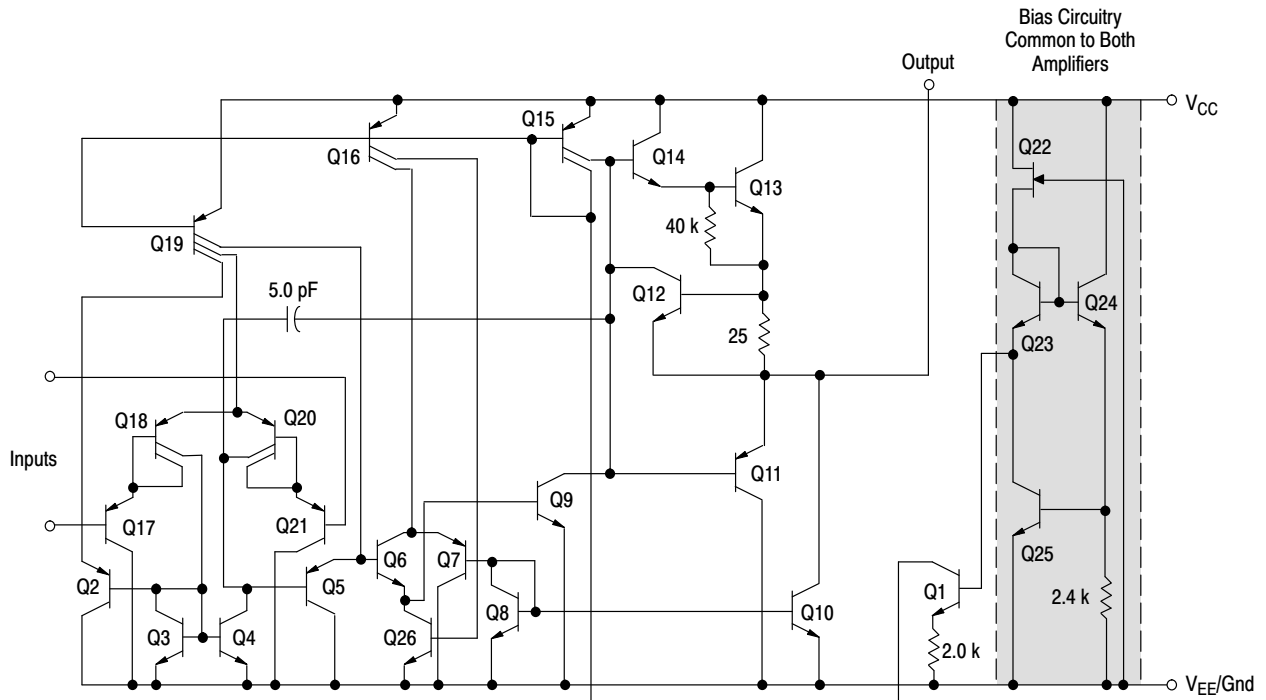 Bias Circuitry
Common to Both
Amplifiers
Output
VCC
Q15
Q22
Q16
Q14
Q13
40 k
Q19
Q12
5.0 pF
Q24
25
Q23
Q18
Q20
Inputs
Q11
Q9
Q17
Q21
Q25
Q6
Q7
Q2
Q5
Q1
2.4 k
Q8
Q10
Q3
Q4
Q26
2.0 k
VEE/Gnd